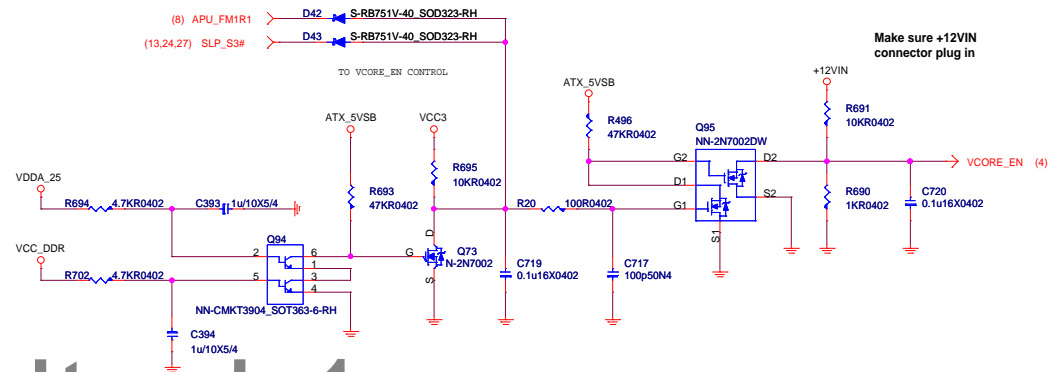 (8) APU_FM1R1
D42
S-RB751V-40_SOD323-RH
(13,24,27) SLP_S3#
D43
S-RB751V-40_SOD323-RH
Make sure +12VIN
connector plug in
TO VCORE_EN CONTROL
+12VIN
ATX_5VSB
R691
10KR0402
ATX_5VSB
VCC3
R496
47KR0402
Q95
NN-2N7002DW
G2
D2
VCORE_EN (4)
R695
10KR0402
VDDA_25
R693
47KR0402
D1
S2
R690
1KR0402
C720
0.1u16X0402
R694
4.7KR0402
C393
1u/10X5/4
R20
100R0402
G1
VCC_DDR
Q94
D
S1
2
6
G
Q73
N-2N7002
1
R702
4.7KR0402
5
3
S
C719
0.1u16X0402
C717
100p50N4
4
NN-CMKT3904_SOT363-6-RH
C394
1u/10X5/4